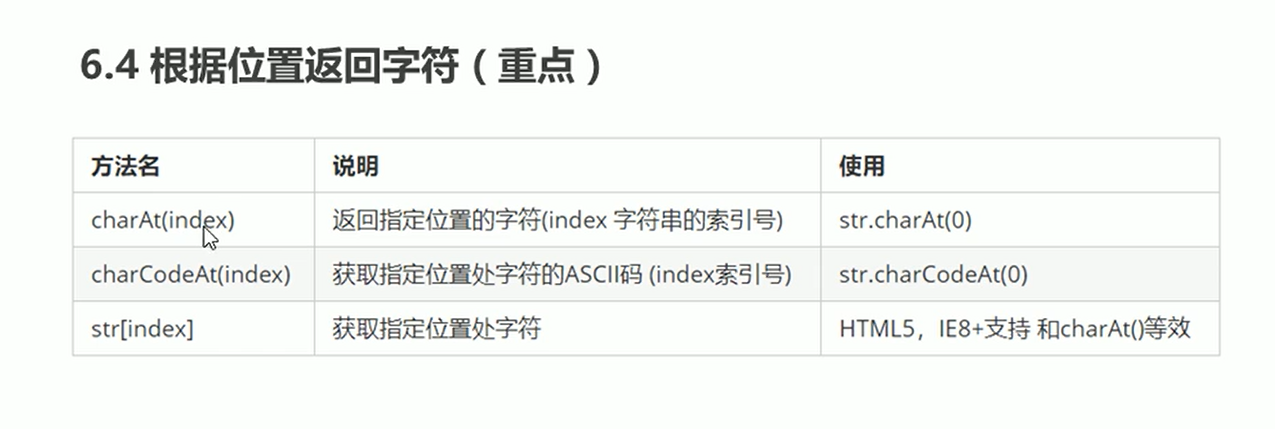 6.4 根据位置返回字符（重点）
方法名 说明 使用
charAt(index) 返回指定位置的字符(index 字符串的索引号) str.charAt(0)
charCodeAt(index) 获取指定位置处字符的ASCII码 (index索引号) str.charCodeAt(0)
str[index] 获取指定位置处字符 HTML5，IE8+支持 和charAt()等效